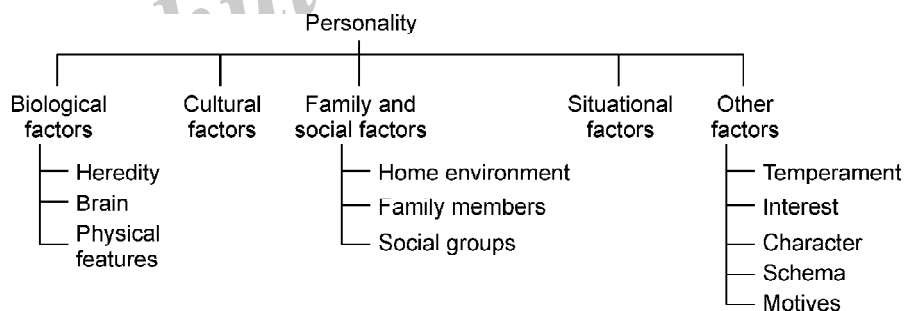 Personality
Biological
factors
Cultural
factors
Family and
social factors
Situational
factors
Other
factors
Heredity
Brain
Physical
features
Home environment
Family members
Social groups
Temperament
Interest
Character
Schema
Motives